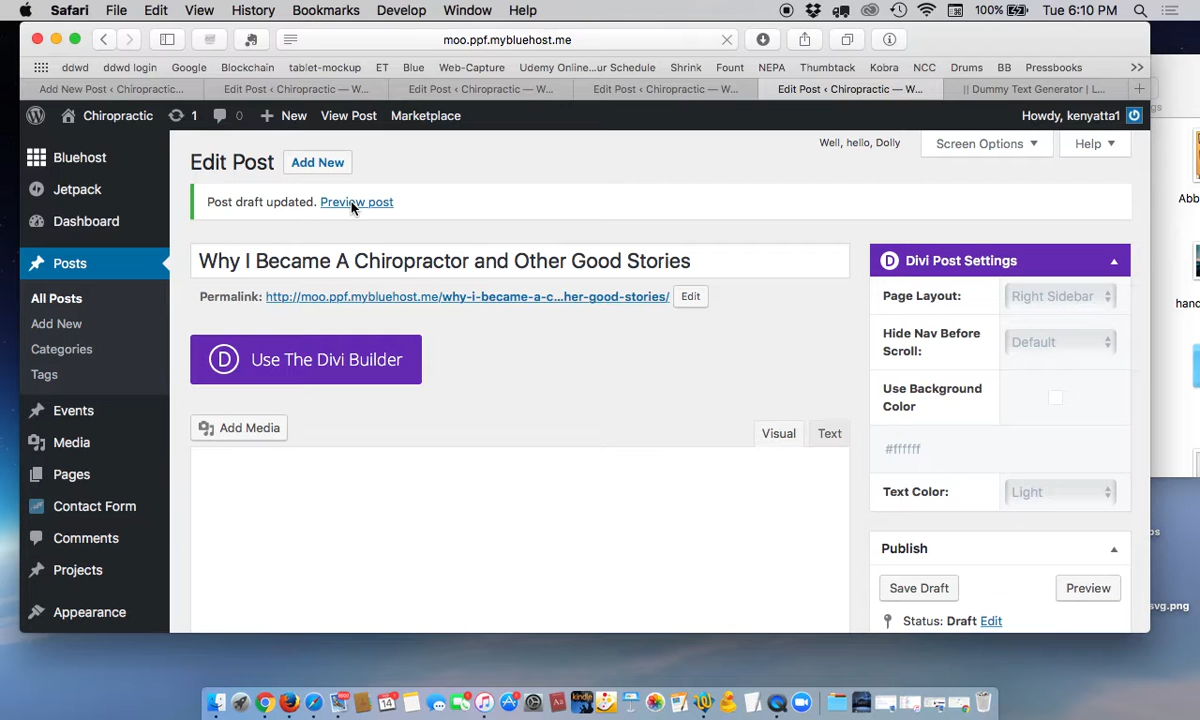 Safari File Edit View History Bookmarks Develop Window Help 100% Tue 6:10 PM
moo.ppf.mybluehost.me
ddwd ddwd login Google Blockchain tablet-mockup ET Blue Web-Capture Udemy Online...ur Schedule Shrink Fount NEPA Thumbtack Kobra NCC Drums BB Pressbooks
Add New Post ‹ Chiropractic... Edit Post ‹ Chiropractic — W... Edit Post ‹ Chiropractic — W... Edit Post ‹ Chiropractic — W... Edit Post ‹ Chiropractic — W... || Dummy Text Generator | L...
Chiropractic 1 0 New View Post Marketplace Howdy, kenyatta1
Bluehost
Jetpack
Dashboard
Posts
All Posts
Add New
Categories
Tags
Events
Media
Pages
Contact Form
Comments
Projects
Appearance
Well, hello, Dolly Screen Options Help
Edit Post Add New
Post draft updated. Preview post
Why I Became A Chiropractor and Other Good Stories
Permalink: http://moo.ppf.mybluehost.me/why-i-became-a-c...her-good-stories/ Edit
D Use The Divi Builder
Add Media
Visual Text
D Divi Post Settings
Page Layout: Right Sidebar
Hide Nav Before Scroll: Default
Use Background Color
#ffffff
Text Color: Light
Publish
Save Draft Preview
Status: Draft Edit
Abb
hand
svg.png
14